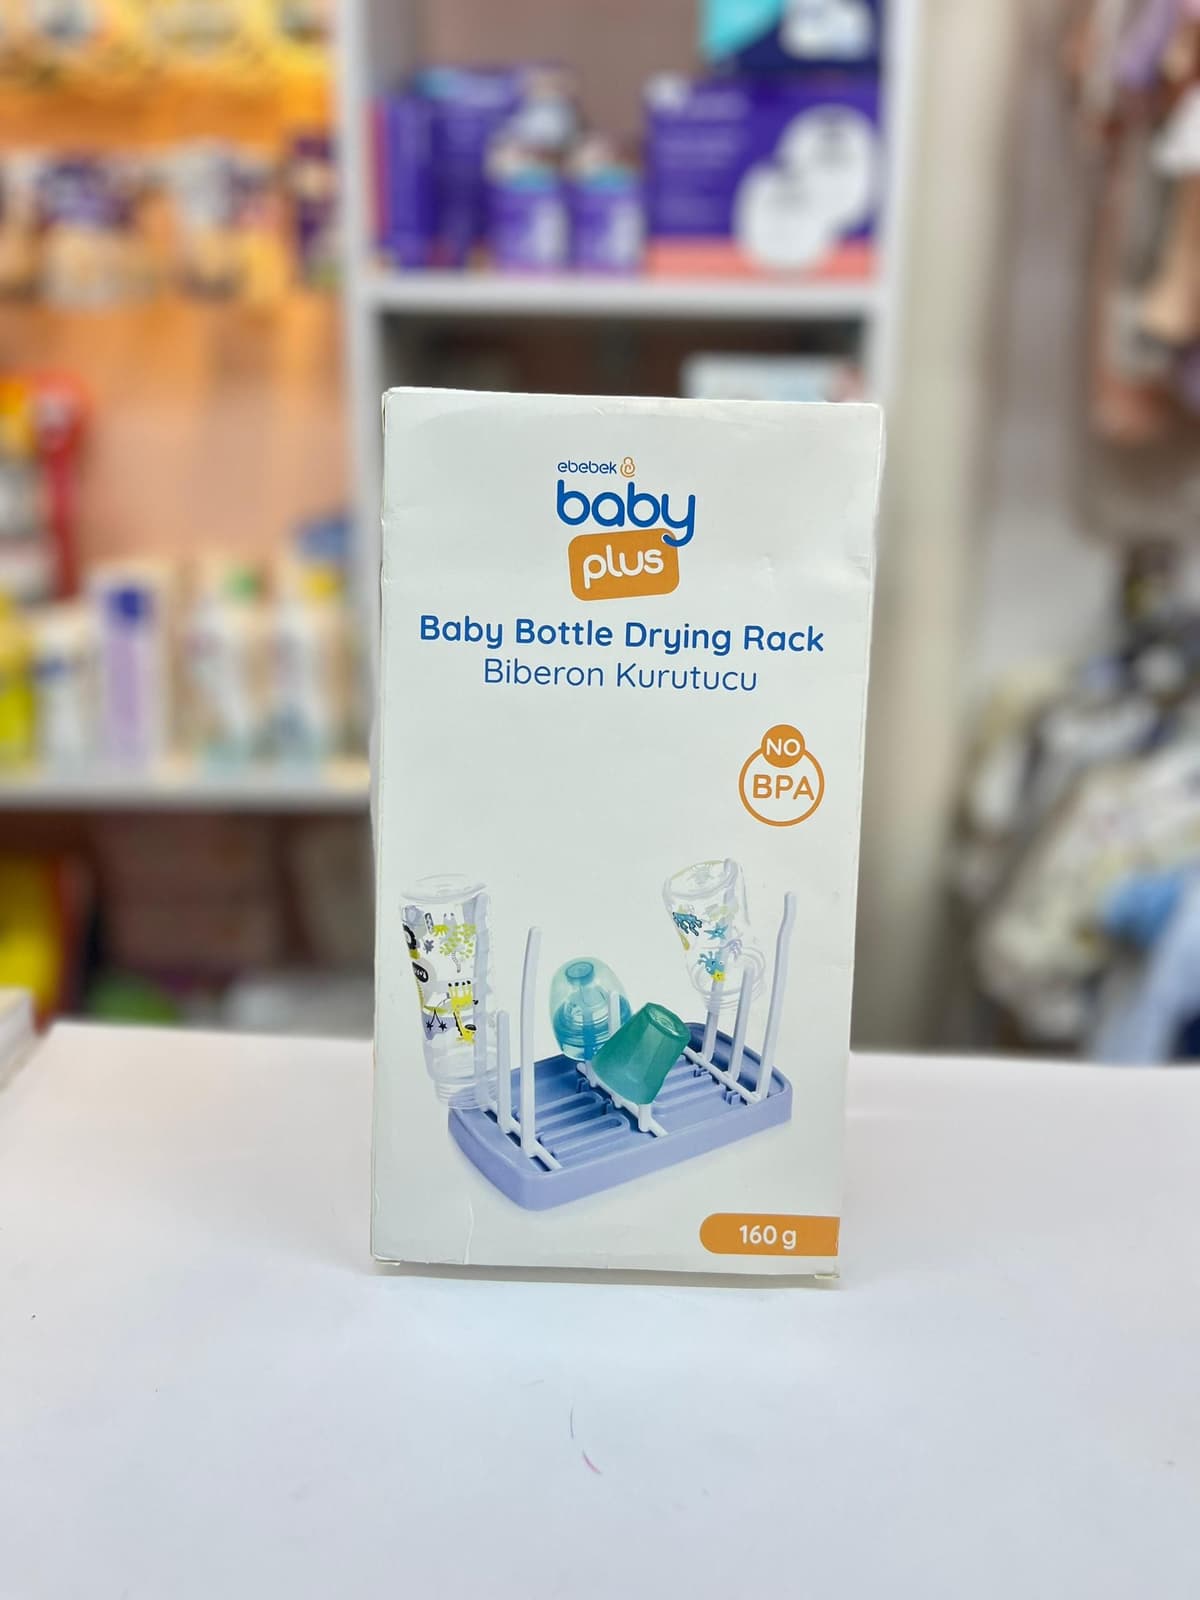 ebebek
baby
plus
Baby Bottle Drying Rack
Biberon Kurutucu
NO
BPA
160 g